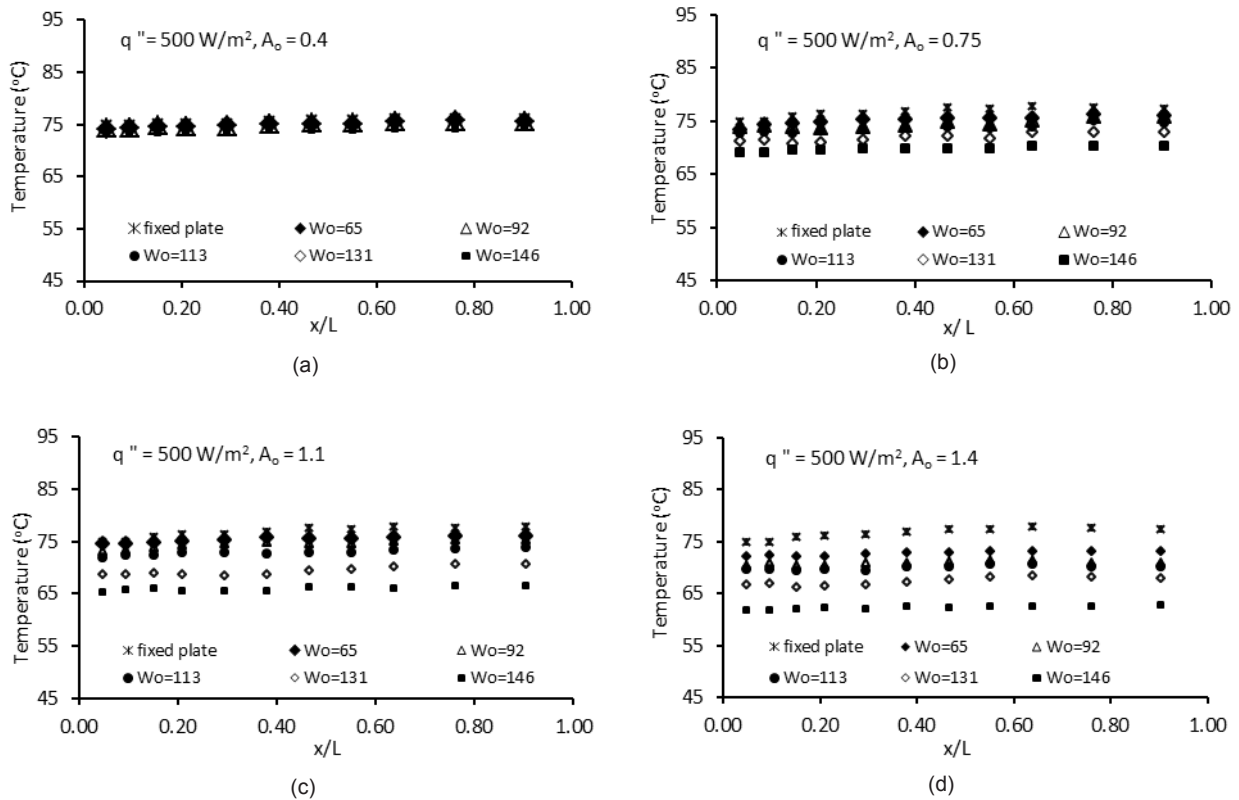 q " = 500 W/m², Aₒ = 0.4
Temperature (°C)
95
85
75
65
55
45
fixed plate
Wo=65
Wo=92
Wo=113
Wo=131
Wo=146
0.00 0.20 0.40 0.60 0.80 1.00
x/L
(a)
q " = 500 W/m², Aₒ = 0.75
Temperature (°C)
95
85
75
65
55
45
fixed plate
Wo=65
Wo=92
Wo=113
Wo=131
Wo=146
0.00 0.20 0.40 0.60 0.80 1.00
x/ L
(b)
q " = 500 W/m², Aₒ = 1.1
Temperature (°C)
95
85
75
65
55
45
fixed plate
Wo=65
Wo=92
Wo=113
Wo=131
Wo=146
0.00 0.20 0.40 0.60 0.80 1.00
x/L
(c)
q " = 500 W/m², Aₒ = 1.4
Temperature (°C)
95
85
75
65
55
45
fixed plate
Wo=65
Wo=92
Wo=113
Wo=131
Wo=146
0.00 0.20 0.40 0.60 0.80 1.00
x/L
(d)